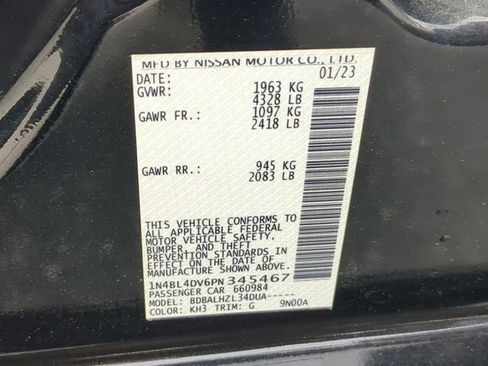 MFD BY NISSAN MOTOR CO., LTD.
DATE: 01/23
GVWR: 1963 KG
4328 LB
GAWR FR.: 1097 KG
2418 LB
GAWR RR.: 945 KG
2083 LB
THIS VEHICLE CONFORMS TO
ALL APPLICABLE FEDERAL
MOTOR VEHICLE SAFETY,
BUMPER, AND THEFT
PREVENTION STANDARDS IN
EFFECT ON THE DATE OF
MANUFACTURE SHOWN ABOVE.
1N4BL4DV6PN345467
PASSENGER CAR 660984
MODEL: BDBALHZL34DUA-----
COLOR: KH3 TRIM: G 9N00A